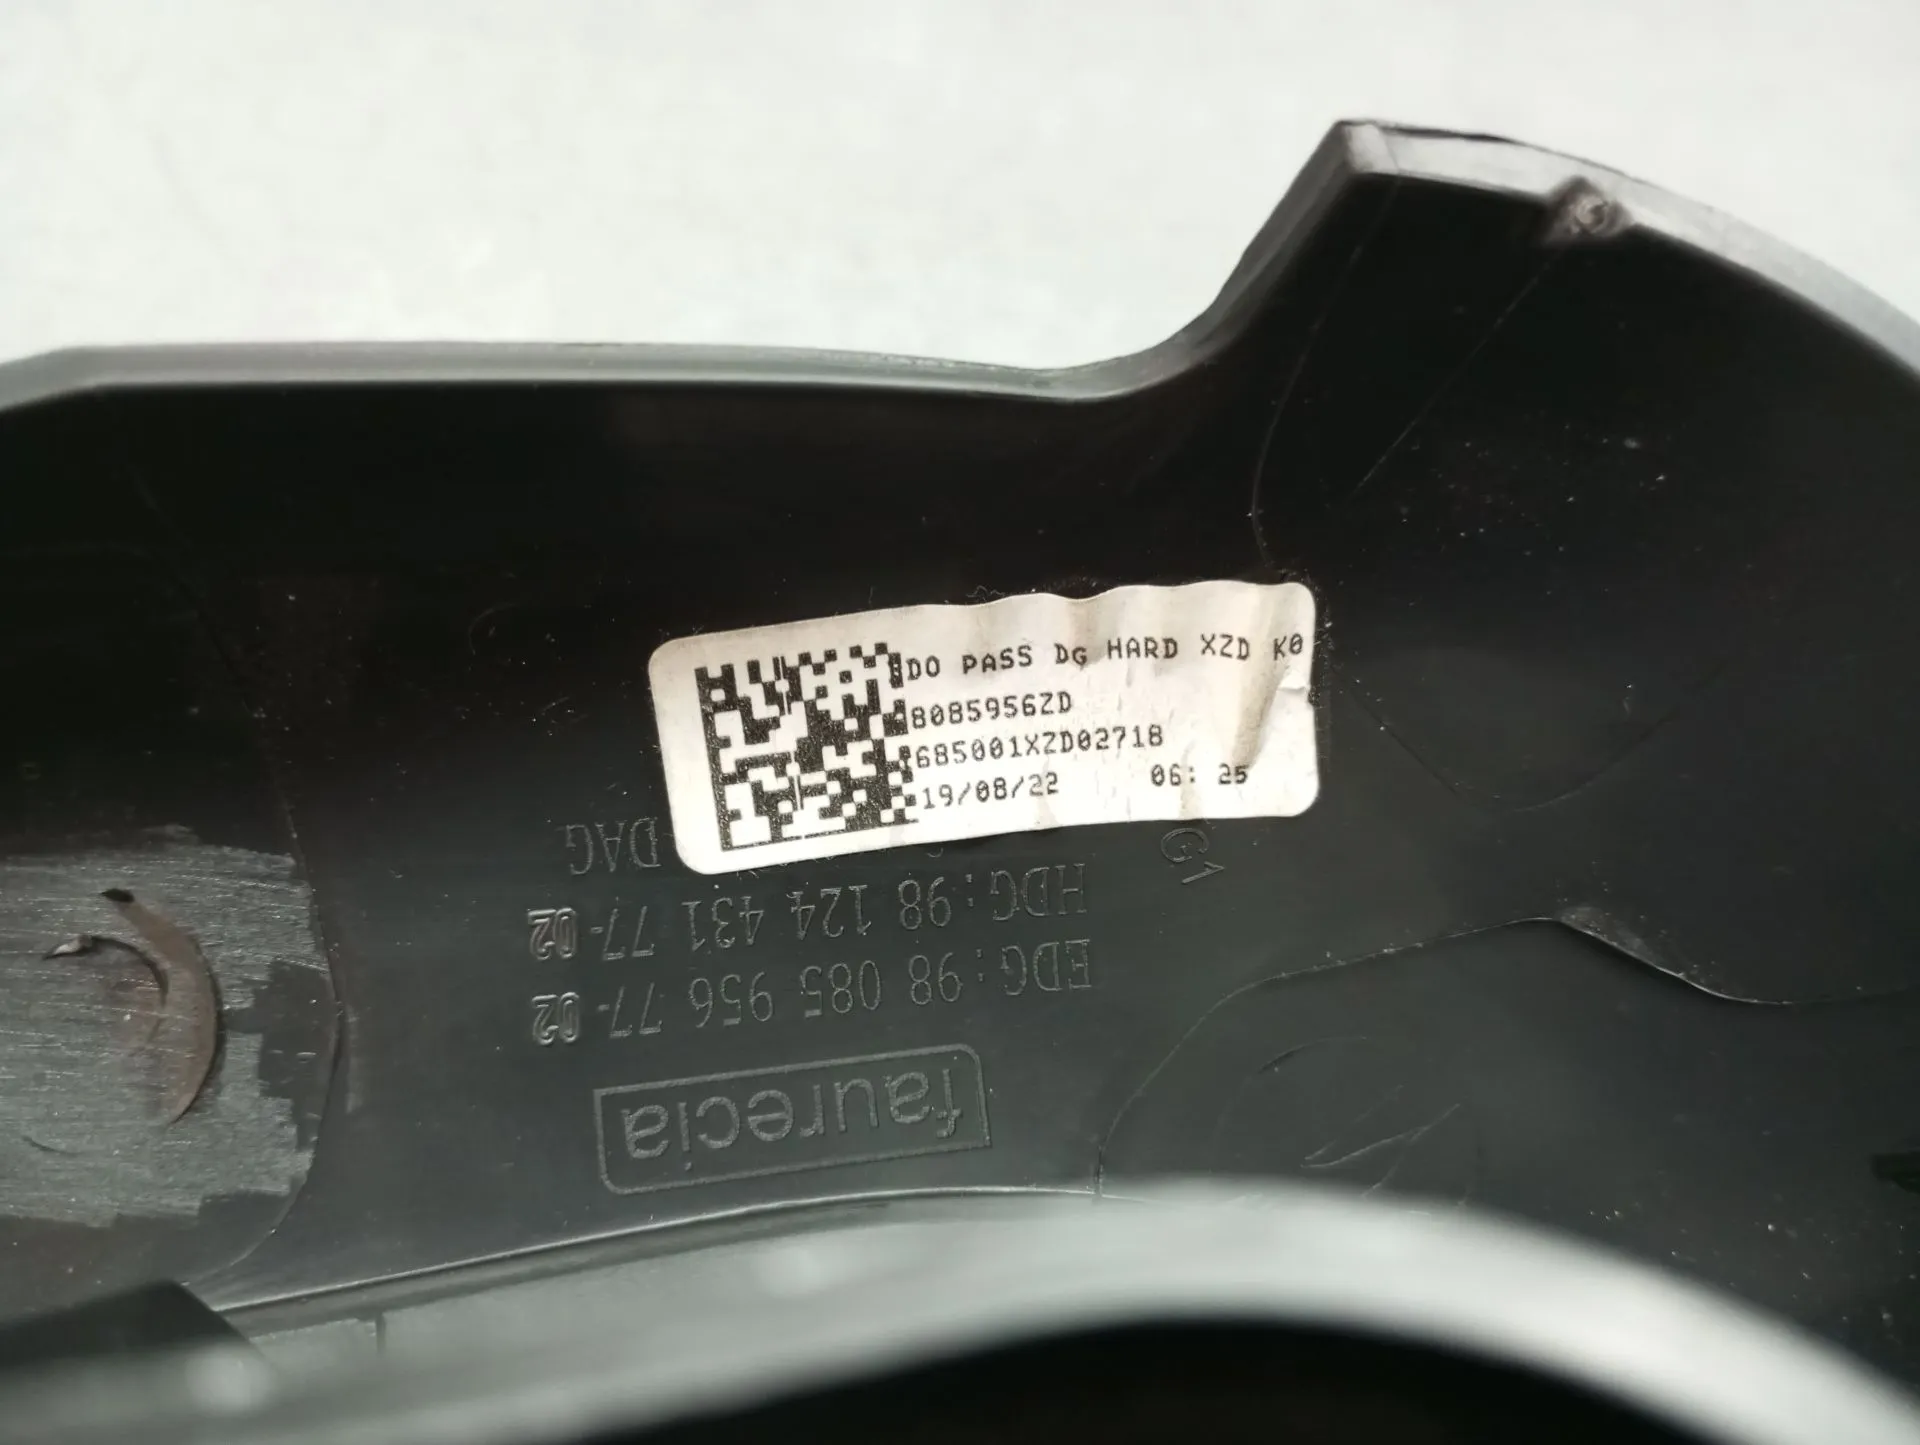 DO PASS DG HARD XZD K0
8085956ZD
685001XZD02718
19/08/22 06:25
G1
faurecia
EDG:98 085 956 77-02
HDG:98 124 431 77-02
DAG